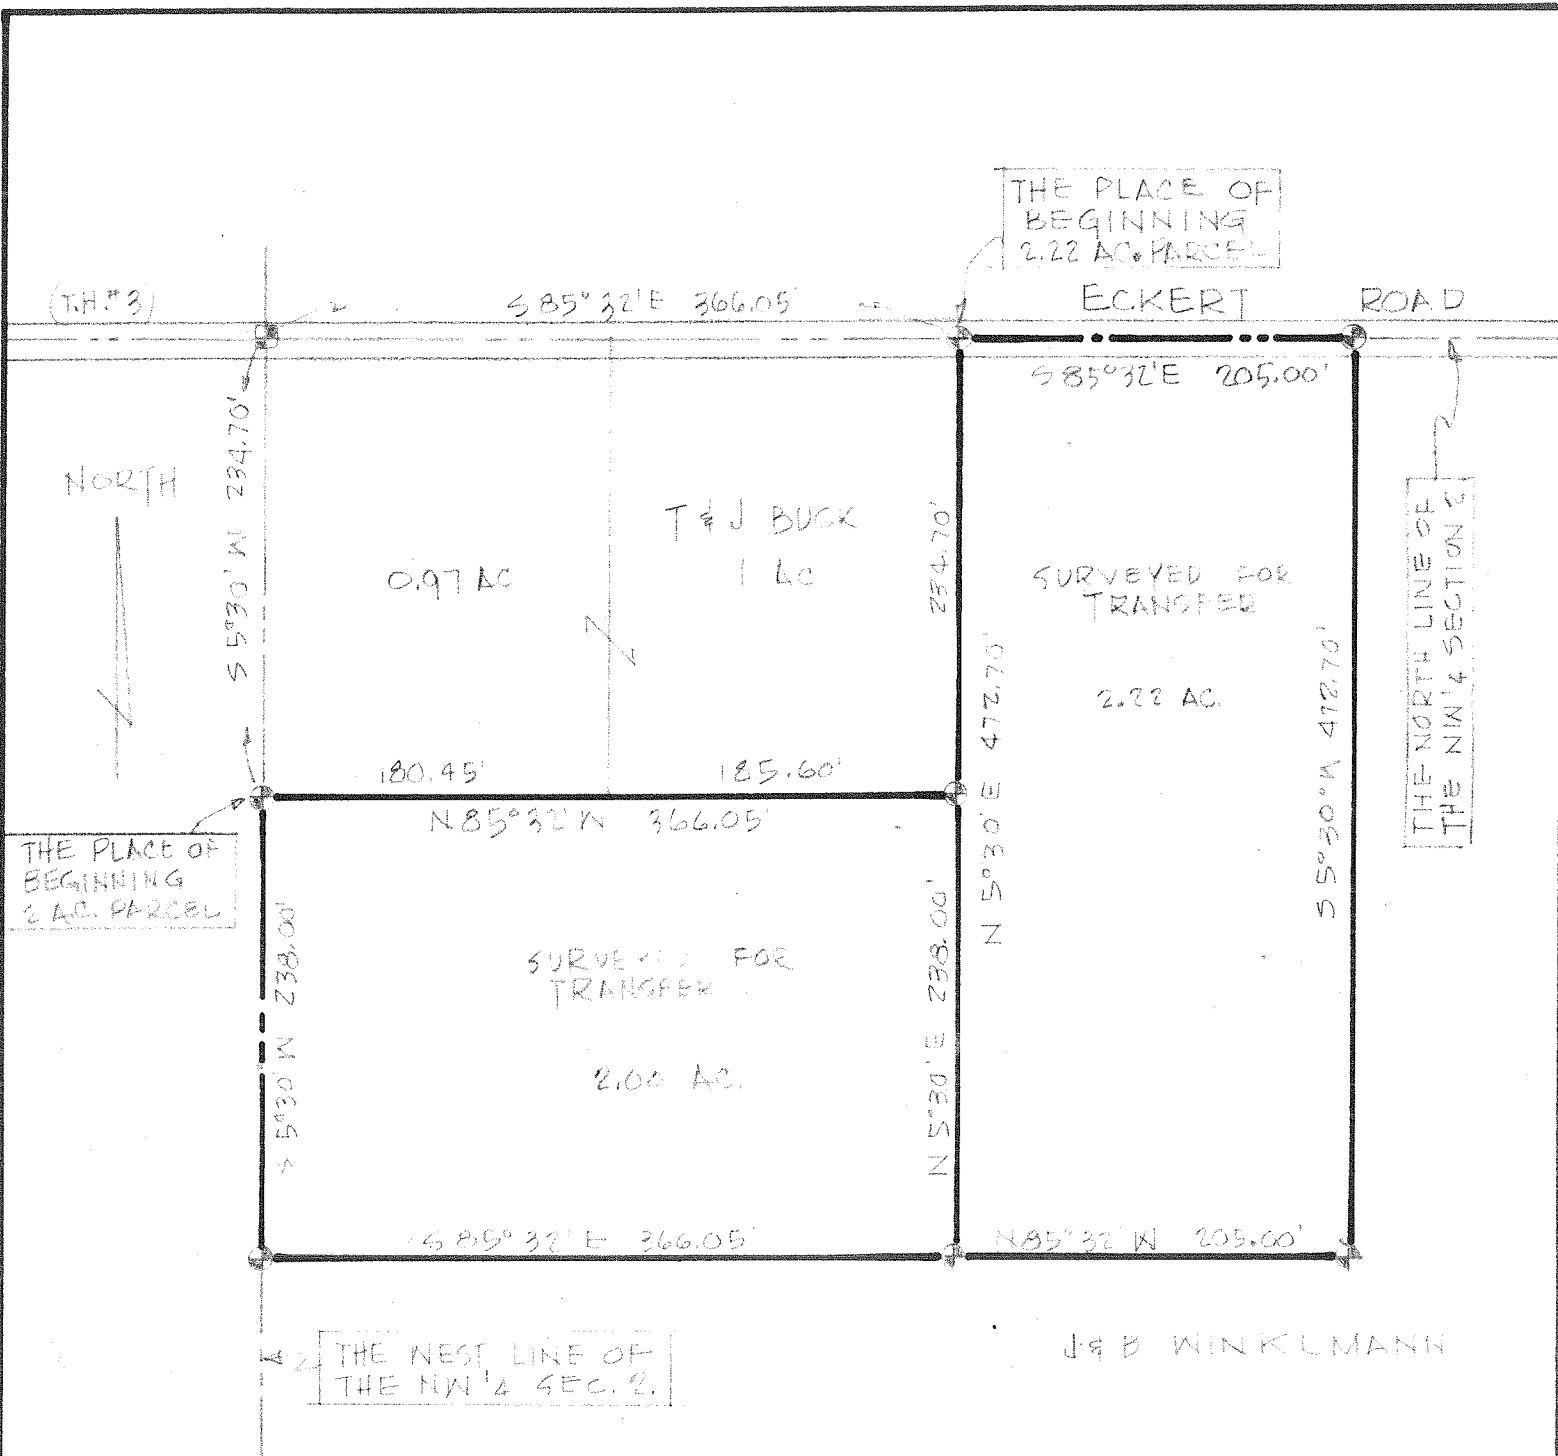 THE PLACE OF
BEGINNING
2.22 AC. PARCEL
(T.H.#3)
S 85° 32' E 366.05'
ECKERT ROAD
S 85° 32' E 205.00'
NORTH
S 5°30' W 234.70'
T & J BUCK
1 AC
0.97 AC
234.70'
SURVEYED FOR
TRANSFER
2.22 AC.
N 5°30' E 472.70'
S 5°30" W 472.70'
THE NORTH LINE OF
THE NW 1/4 SECTION 2
180.45'
185.60'
N 85° 32' W 366.05'
THE PLACE OF
BEGINNING
2 AC. PARCEL
S 5°30' W 238.00'
SURVEYED FOR
TRANSFER
2.00 AC.
N 5°30' E 238.00'
S 85° 32' E 366.05'
N 85° 32' W 205.00'
THE WEST LINE OF
THE NW 1/4 SEC. 2.
J & B WINKLMANN